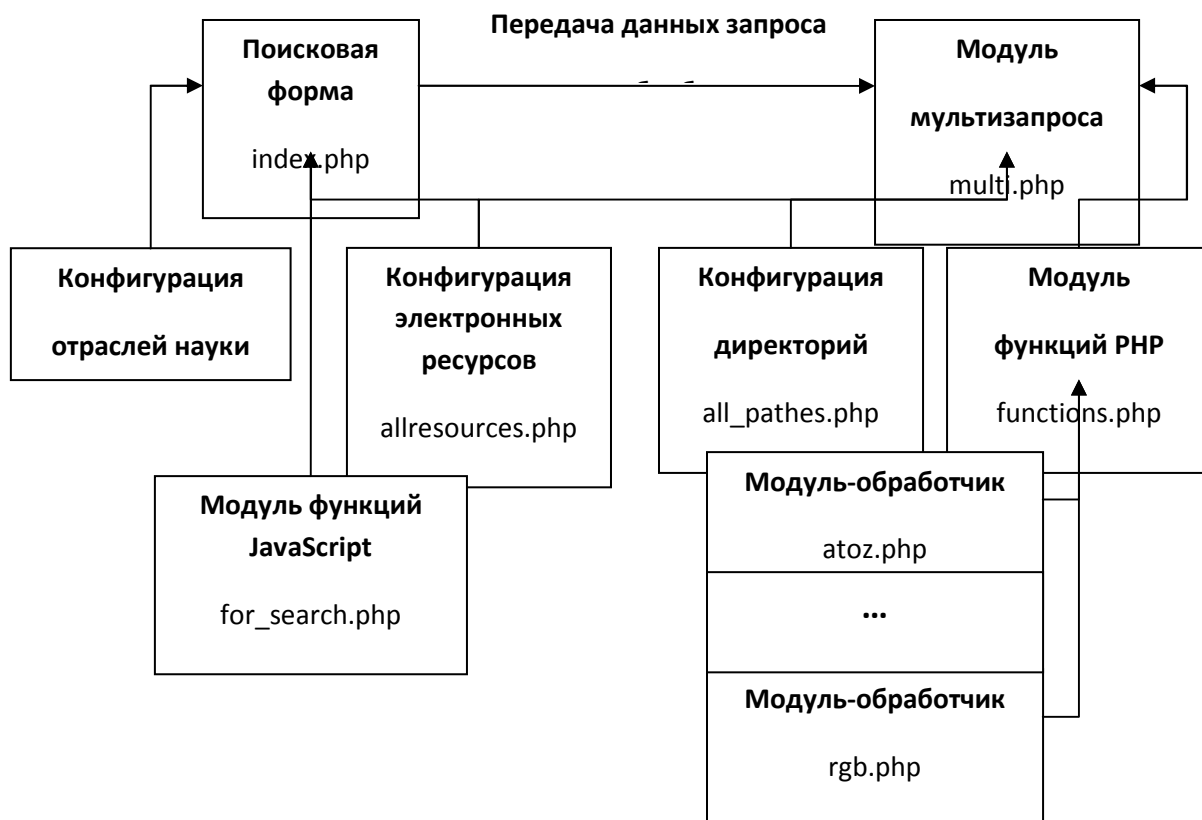 Передача данных запроса
Поисковая
форма
index.php
Модуль
мультизапроса
multi.php
Конфигурация
отраслей науки
Конфигурация
электронных
ресурсов
allresources.php
Конфигурация
директорий
all_pathes.php
Модуль
функций PHP
functions.php
Модуль функций
JavaScript
for_search.php
Модуль-обработчик
atoz.php
...
Модуль-обработчик
rgb.php